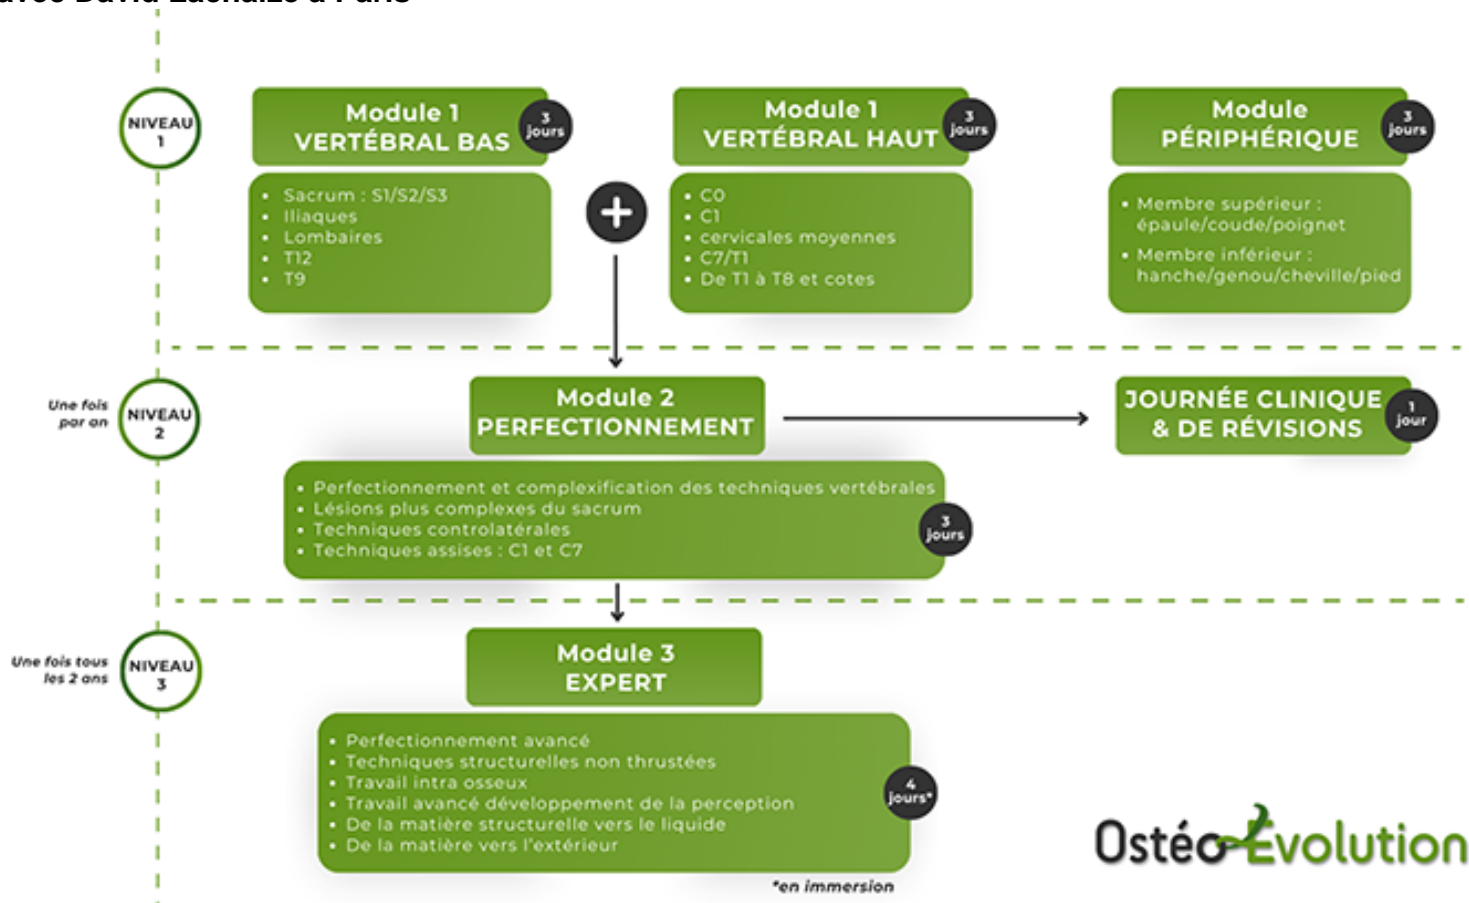 NIVEAU
1
Module 1
VERTÉBRAL BAS
3
jours
• Sacrum : S1/S2/S3
• Iliaques
• Lombaires
• T12
• T9
+
Module 1
VERTÉBRAL HAUT
3
jours
• C0
• C1
• cervicales moyennes
• C7/T1
• De T1 à T8 et cotes
Module
PÉRIPHÉRIQUE
3
jours
• Membre supérieur :
épaule/coude/poignet
• Membre inférieur :
hanche/genou/cheville/pied
Une fois
par an
NIVEAU
2
Module 2
PERFECTIONNEMENT
• Perfectionnement et complexification des techniques vertébrales
• Lésions plus complexes du sacrum
• Techniques controlatérales
• Techniques assises : C1 et C7
3
jours
JOURNÉE CLINIQUE
& DE RÉVISIONS
1
jour
Une fois tous
les 2 ans
NIVEAU
3
Module 3
EXPERT
• Perfectionnement avancé
• Techniques structurelles non thrustées
• Travail intra osseux
• Travail avancé développement de la perception
• De la matière structurelle vers le liquide
• De la matière vers l'extérieur
4
jours*
*en immersion
Ostéo Evolution